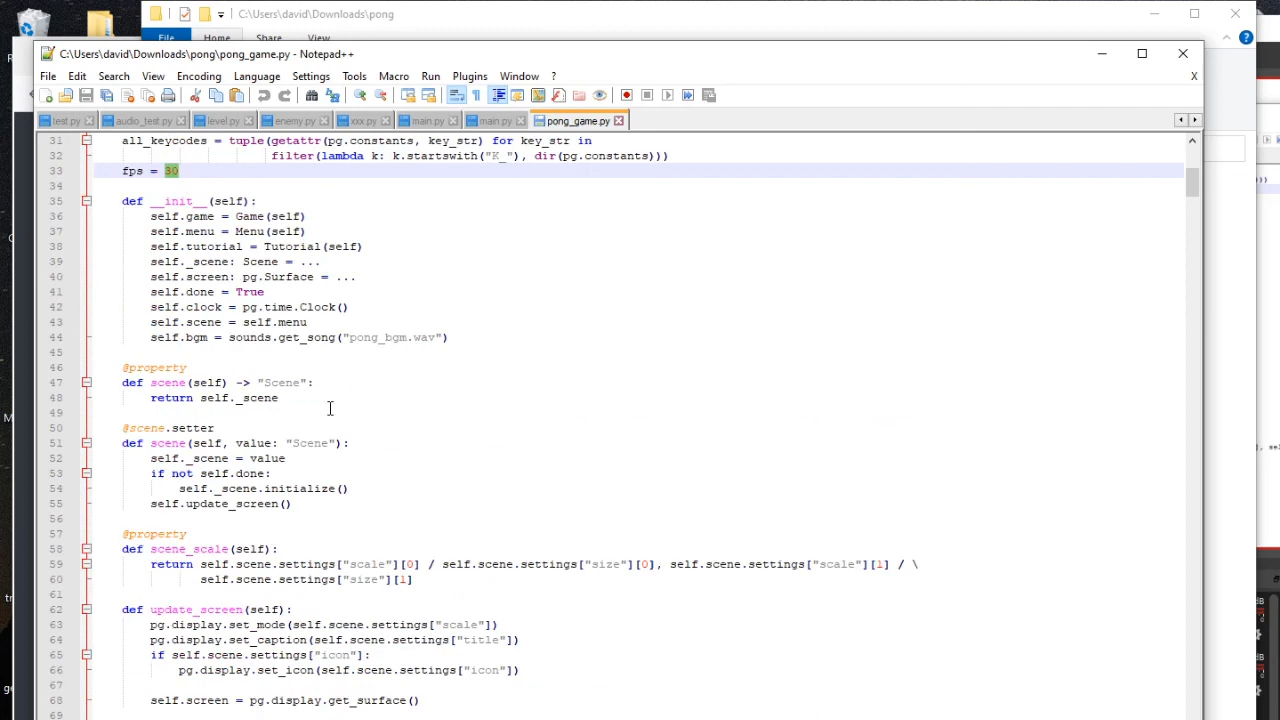 C:\Users\david\Downloads\pong
File Home Share View
C:\Users\david\Downloads\pong\pong_game.py - Notepad++
File Edit Search View Encoding Language Settings Tools Macro Run Plugins Window ? X
test.py audio_test.py level.py enemy.py xxx.py main.py main.py pong_game.py
31 all_keycodes = tuple(getattr(pg.constants, key_str) for key_str in
32 filter(lambda k: k.startswith("K_"), dir(pg.constants)))
33 fps = 30
34
35 def __init__(self):
36 self.game = Game(self)
37 self.menu = Menu(self)
38 self.tutorial = Tutorial(self)
39 self._scene: Scene = ...
40 self.screen: pg.Surface = ...
41 self.done = True
42 self.clock = pg.time.Clock()
43 self.scene = self.menu
44 self.bgm = sounds.get_song("pong_bgm.wav")
45
46 @property
47 def scene(self) -> "Scene":
48 return self._scene
49
50 @scene.setter
51 def scene(self, value: "Scene"):
52 self._scene = value
53 if not self.done:
54 self._scene.initialize()
55 self.update_screen()
56
57 @property
58 def scene_scale(self):
59 return self.scene.settings["scale"][0] / self.scene.settings["size"][0], self.scene.settings["scale"][1] / \
60 self.scene.settings["size"][1]
61
62 def update_screen(self):
63 pg.display.set_mode(self.scene.settings["scale"])
64 pg.display.set_caption(self.scene.settings["title"])
65 if self.scene.settings["icon"]:
66 pg.display.set_icon(self.scene.settings["icon"])
67
68 self.screen = pg.display.get_surface()
69